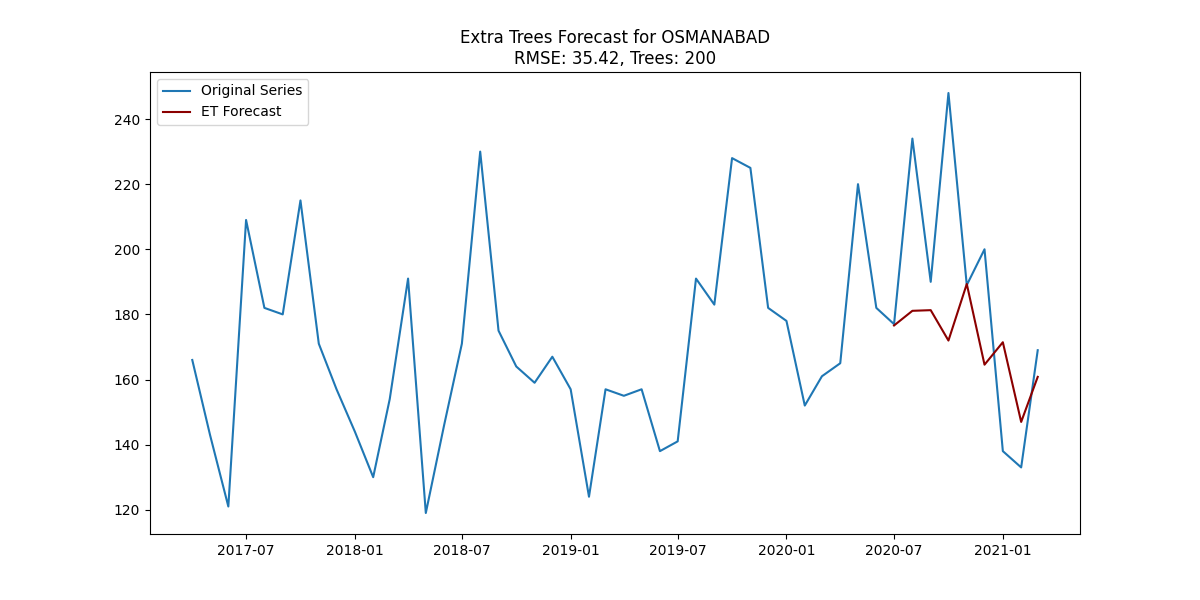 Extra Trees Forecast for OSMANABAD
RMSE: 35.42, Trees: 200
Original Series
ET Forecast
240
220
200
180
160
140
120
2017-07 2018-01 2018-07 2019-01 2019-07 2020-01 2020-07 2021-01